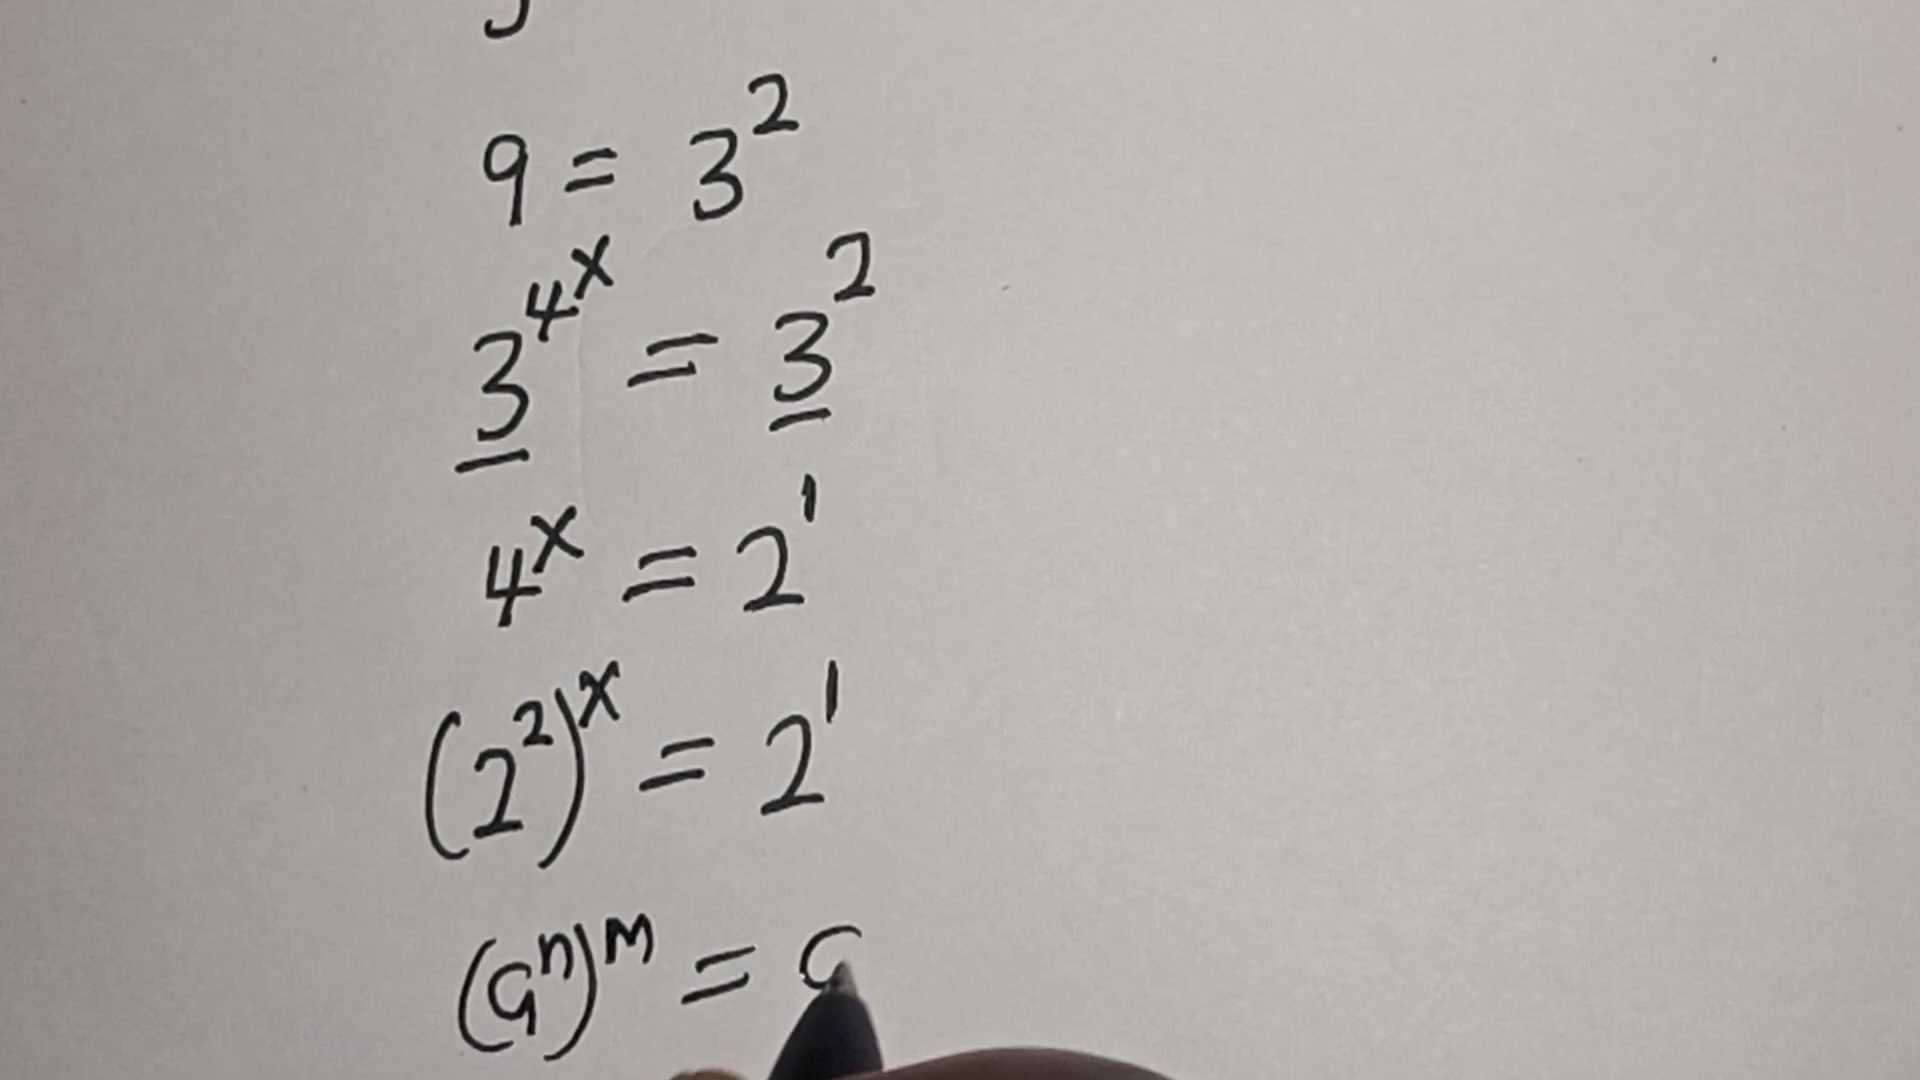 9 = 3^2
3^4^x = 3^2
4^x = 2^1
(2^2)^x = 2^1
(a^n)^m = a